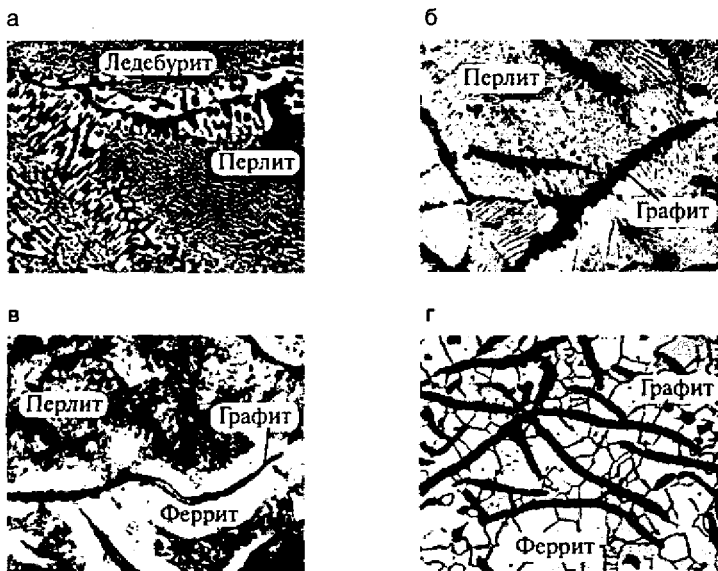 а
б
Ледебурит
Перлит
Перлит
Графит
в
г
Перлит
Графит
Феррит
Графит
Феррит